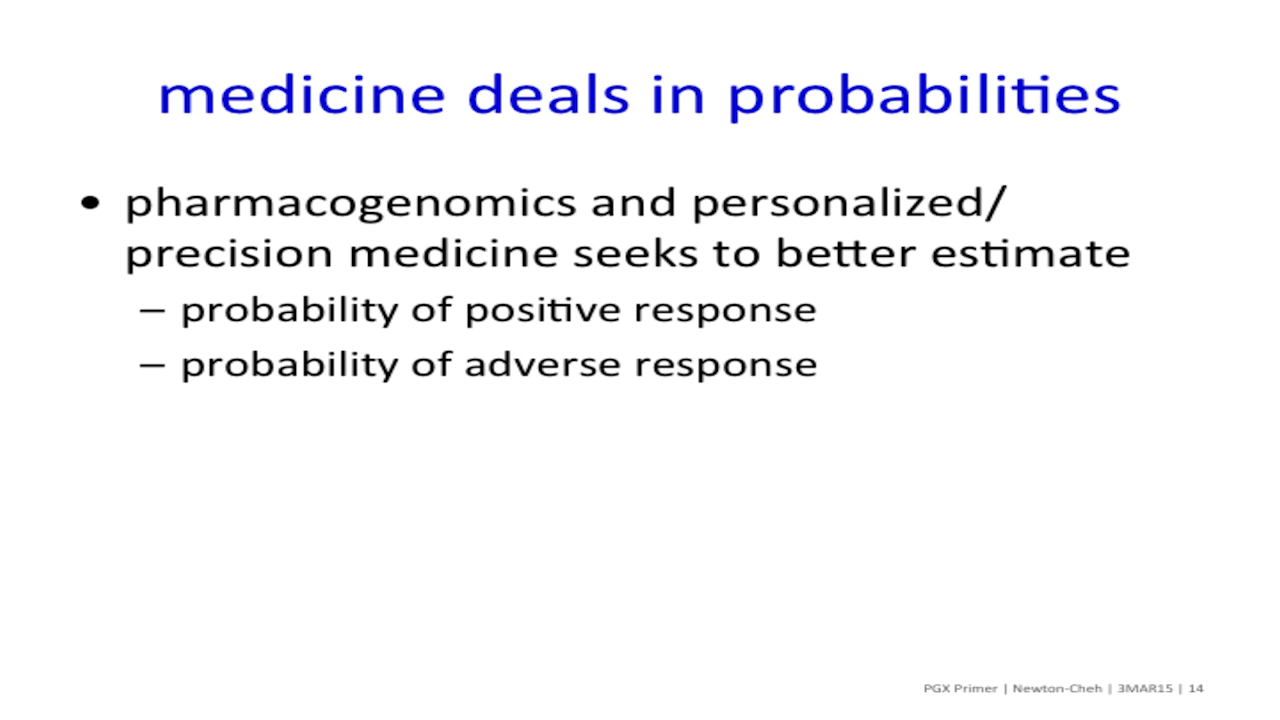 medicine deals in probabilities
• pharmacogenomics and personalized/
precision medicine seeks to better estimate
– probability of positive response
– probability of adverse response
PGX Primer | Newton-Cheh | 3MAR15 | 14